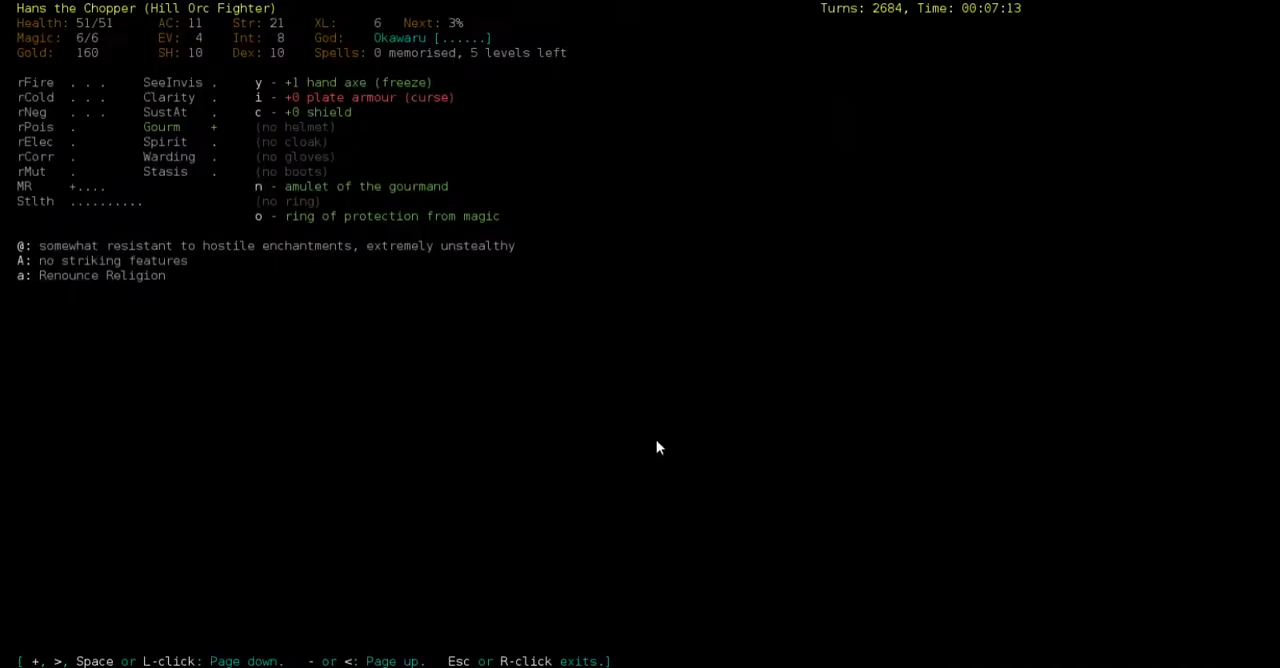 Hans the Chopper (Hill Orc Fighter) Turns: 2684, Time: 00:07:13
Health: 51/51 AC: 11 Str: 21 XL: 6 Next: 3%
Magic: 6/6 EV: 4 Int: 8 God: Okawaru [......]
Gold: 160 SH: 10 Dex: 10 Spells: 0 memorised, 5 levels left
rFire . . . SeeInvis . y - +1 hand axe (freeze)
rCold . . . Clarity . i - +0 plate armour (curse)
rNeg . . . SustAt . c - +0 shield
rPois . Gourm + (no helmet)
rElec . Spirit . (no cloak)
rCorr . Warding . (no gloves)
rMut . Stasis . (no boots)
MR +.... n - amulet of the gourmand
Stlth .......... (no ring)
o - ring of protection from magic
@: somewhat resistant to hostile enchantments, extremely unstealthy
A: no striking features
a: Renounce Religion
[ +, >, Space or L-click: Page down. - or <: Page up. Esc or R-click exits.]